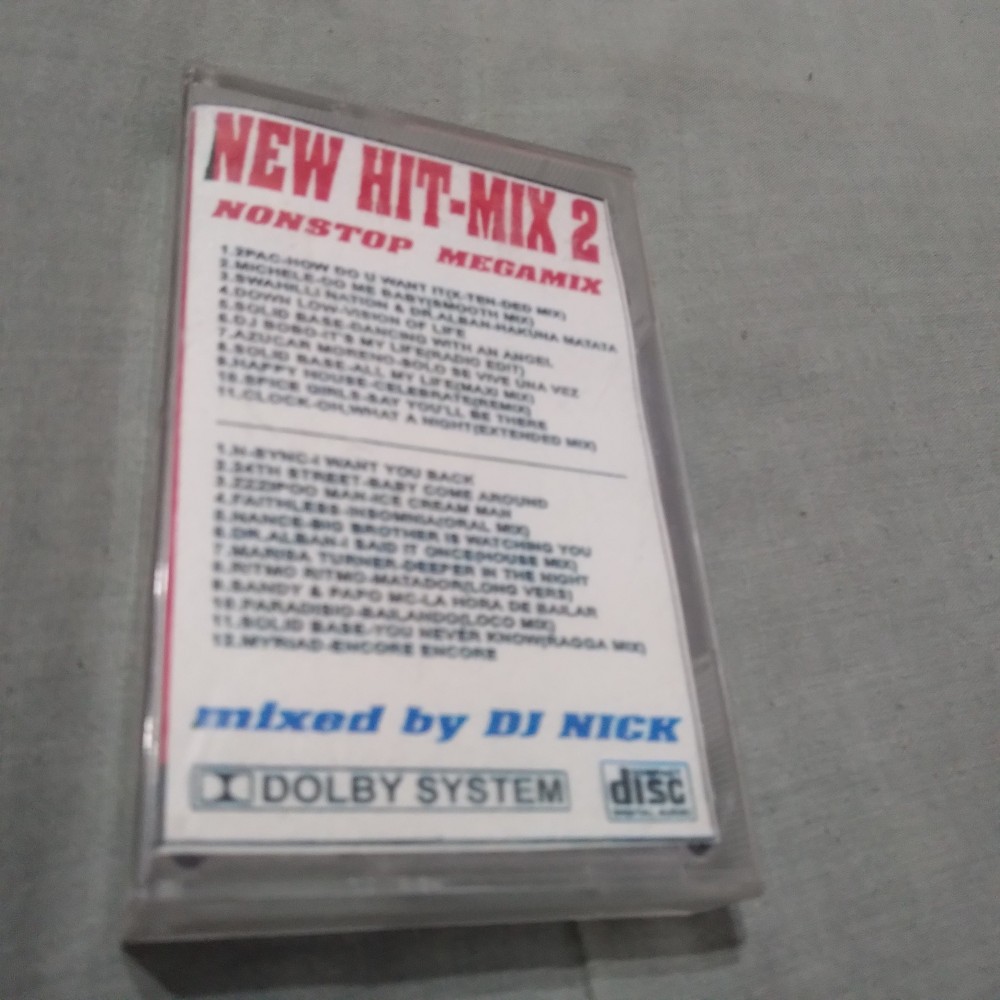 NEW HIT-MIX 2
NONSTOP MEGAMIX
1.2PAC-HOW DO U WANT IT(X-TEN-DED MIX)
2.MICHELE-DO ME BABY(SMOOTH MIX)
3.SWAHILLI NATION & DR.ALBAN-HAKUNA MATATA
4.DOWN LOW-VISION OF LIFE
5.SOLID BASE-DANCING WITH AN ANGEL
6.DJ BOBO-IT'S MY LIFE(RADIO EDIT)
7.AZUCAR MORENO-SOLO SE VIVE UNA VEZ
8.SOLID BASE-ALL MY LIFE(MAXI MIX)
9.HAPPY HOUSE-CELEBRATE(REMIX)
10.SPICE GIRLS-SAY YOU'LL BE THERE
11.CLOCK-OH,WHAT A NIGHT(EXTENDED MIX)
1.N-SYNC-I WANT YOU BACK
2.24TH STREET-BABY COME AROUND
3.ZZZIPOO MAN-ICE CREAM MAN
4.FAITHLESS-INSOMNIA(ORAL MIX)
5.NANCE-BIG BROTHER IS WATCHING YOU
6.DR.ALBAN-I SAID IT ONCE(HOUSE MIX)
7.MARISA TURNER-DEEPER IN THE NIGHT
8.RITMO RITMO-MATADOR(LONG VERS)
9.SANDY & PAPO MC-LA HORA DE BAILAR
10.PARADISIO-BAILANDO(LOCO MIX)
11.SOLID BASE-YOU NEVER KNOW(RAGGA MIX)
12.MYRIAD-ENCORE ENCORE
mixed by DJ NICK
DOLBY SYSTEM
disc
DIGITAL AUDIO